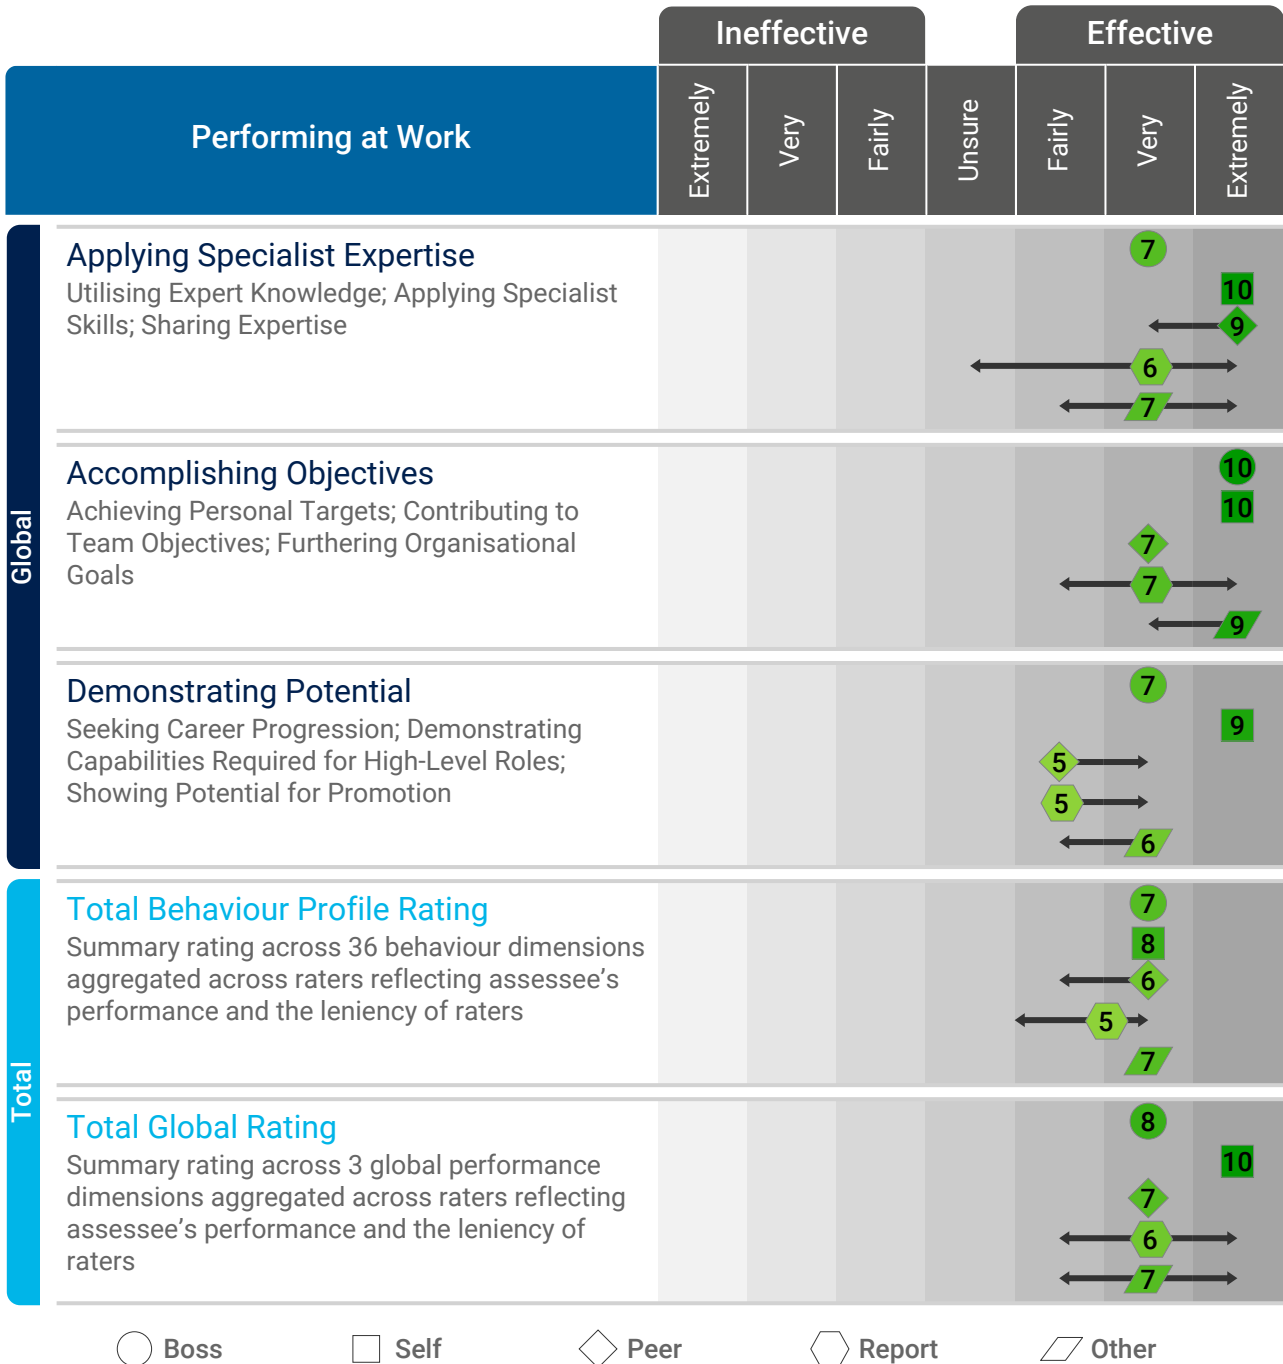 Ineffective
Effective
Performing at Work
Extremely
Very
Fairly
Unsure
Fairly
Very
Extremely
Global
Applying Specialist Expertise
Utilising Expert Knowledge; Applying Specialist
Skills; Sharing Expertise
7
10
9
6
7
Accomplishing Objectives
Achieving Personal Targets; Contributing to
Team Objectives; Furthering Organisational
Goals
10
10
7
7
9
Demonstrating Potential
Seeking Career Progression; Demonstrating
Capabilities Required for High-Level Roles;
Showing Potential for Promotion
7
9
5
5
6
Total
Total Behaviour Profile Rating
Summary rating across 36 behaviour dimensions
aggregated across raters reflecting assessee’s
performance and the leniency of raters
7
8
6
5
7
Total Global Rating
Summary rating across 3 global performance
dimensions aggregated across raters reflecting
assessee’s performance and the leniency of
raters
8
10
7
6
7
Boss
Self
Peer
Report
Other